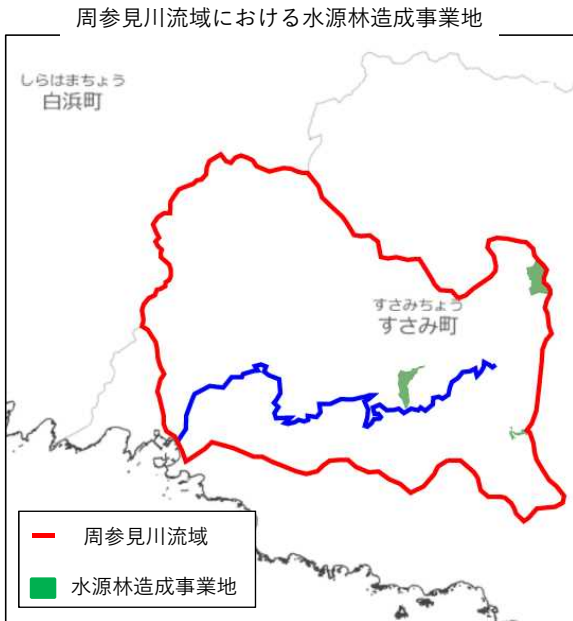 周参見川流域における水源林造成事業地
しらはまちょう
白浜町
すさみちょう
すさみ町
周参見川流域
水源林造成事業地